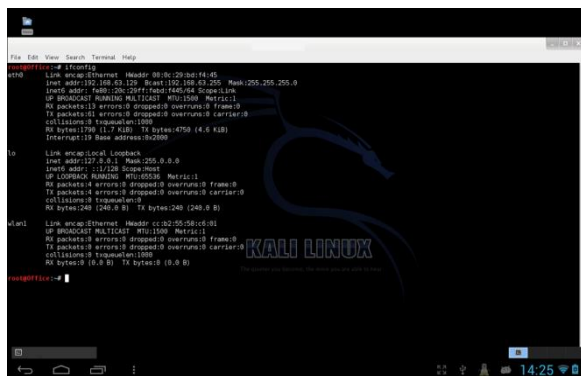 File Edit View Search Terminal Help
root@Office:~# ifconfig
eth0 Link encap:Ethernet HWaddr 00:0c:29:bd:f4:45
inet addr:192.168.63.129 Bcast:192.168.63.255 Mask:255.255.255.0
inet6 addr: fe80::20c:29ff:febd:f445/64 Scope:Link
UP BROADCAST RUNNING MULTICAST MTU:1500 Metric:1
RX packets:13 errors:0 dropped:0 overruns:0 frame:0
TX packets:61 errors:0 dropped:0 overruns:0 carrier:0
collisions:0 txqueuelen:1000
RX bytes:1790 (1.7 KiB) TX bytes:4750 (4.6 KiB)
Interrupt:19 Base address:0x2000
lo Link encap:Local Loopback
inet addr:127.0.0.1 Mask:255.0.0.0
inet6 addr: ::1/128 Scope:Host
UP LOOPBACK RUNNING MTU:65536 Metric:1
RX packets:4 errors:0 dropped:0 overruns:0 frame:0
TX packets:4 errors:0 dropped:0 overruns:0 carrier:0
collisions:0 txqueuelen:0
RX bytes:240 (240.0 B) TX bytes:240 (240.0 B)
wlan1 Link encap:Ethernet HWaddr cc:b2:55:58:c6:01
UP BROADCAST MULTICAST MTU:1500 Metric:1
RX packets:0 errors:0 dropped:0 overruns:0 frame:0
TX packets:0 errors:0 dropped:0 overruns:0 carrier:0
collisions:0 txqueuelen:1000
RX bytes:0 (0.0 B) TX bytes:0 (0.0 B)
root@Office:~#
KALI LINUX
The quieter you become, the more you are able to hear.
14:25